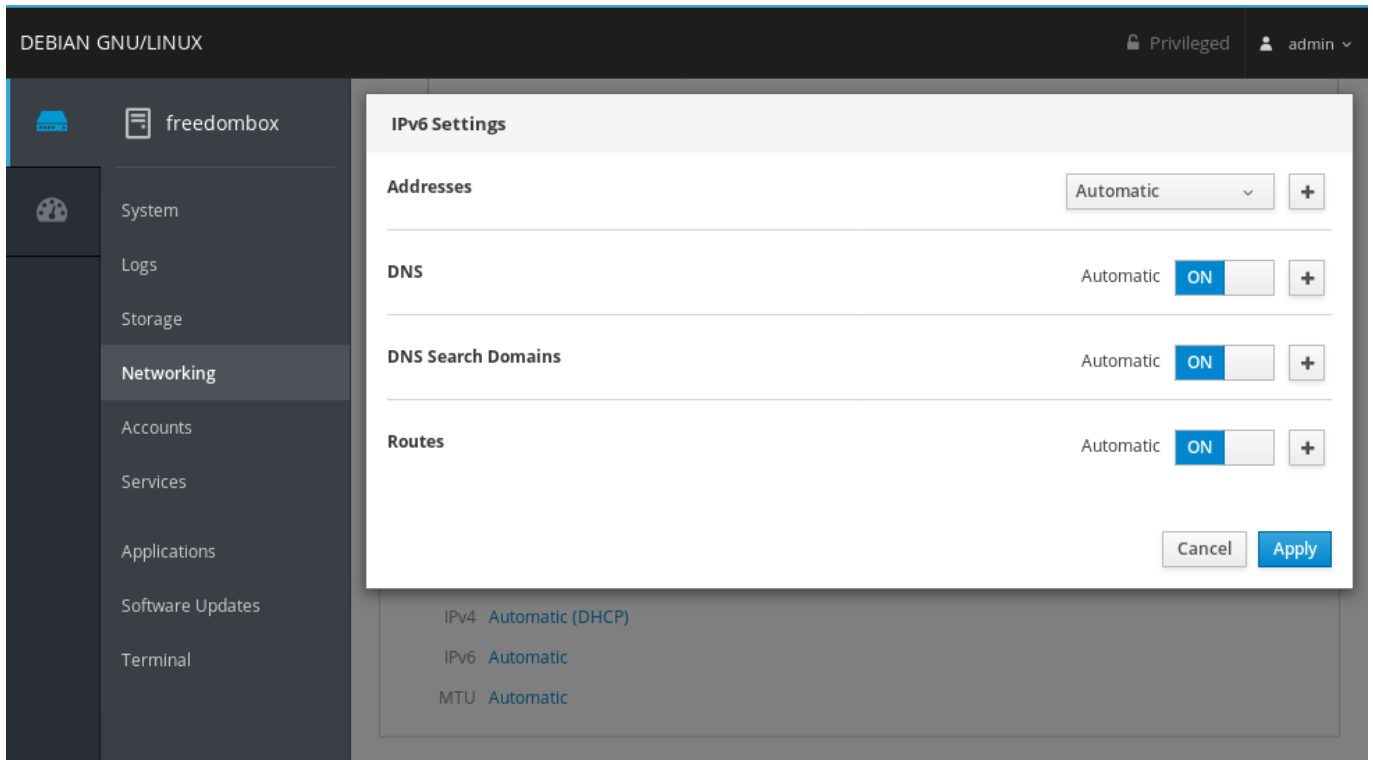 DEBIAN GNU/LINUX
Privileged
admin
freedombox
System
Logs
Storage
Networking
Accounts
Services
Applications
Software Updates
Terminal
IPv6 Settings
Addresses
Automatic
DNS
Automatic ON
DNS Search Domains
Automatic ON
Routes
Automatic ON
Cancel
Apply
IPv4 Automatic (DHCP)
IPv6 Automatic
MTU Automatic